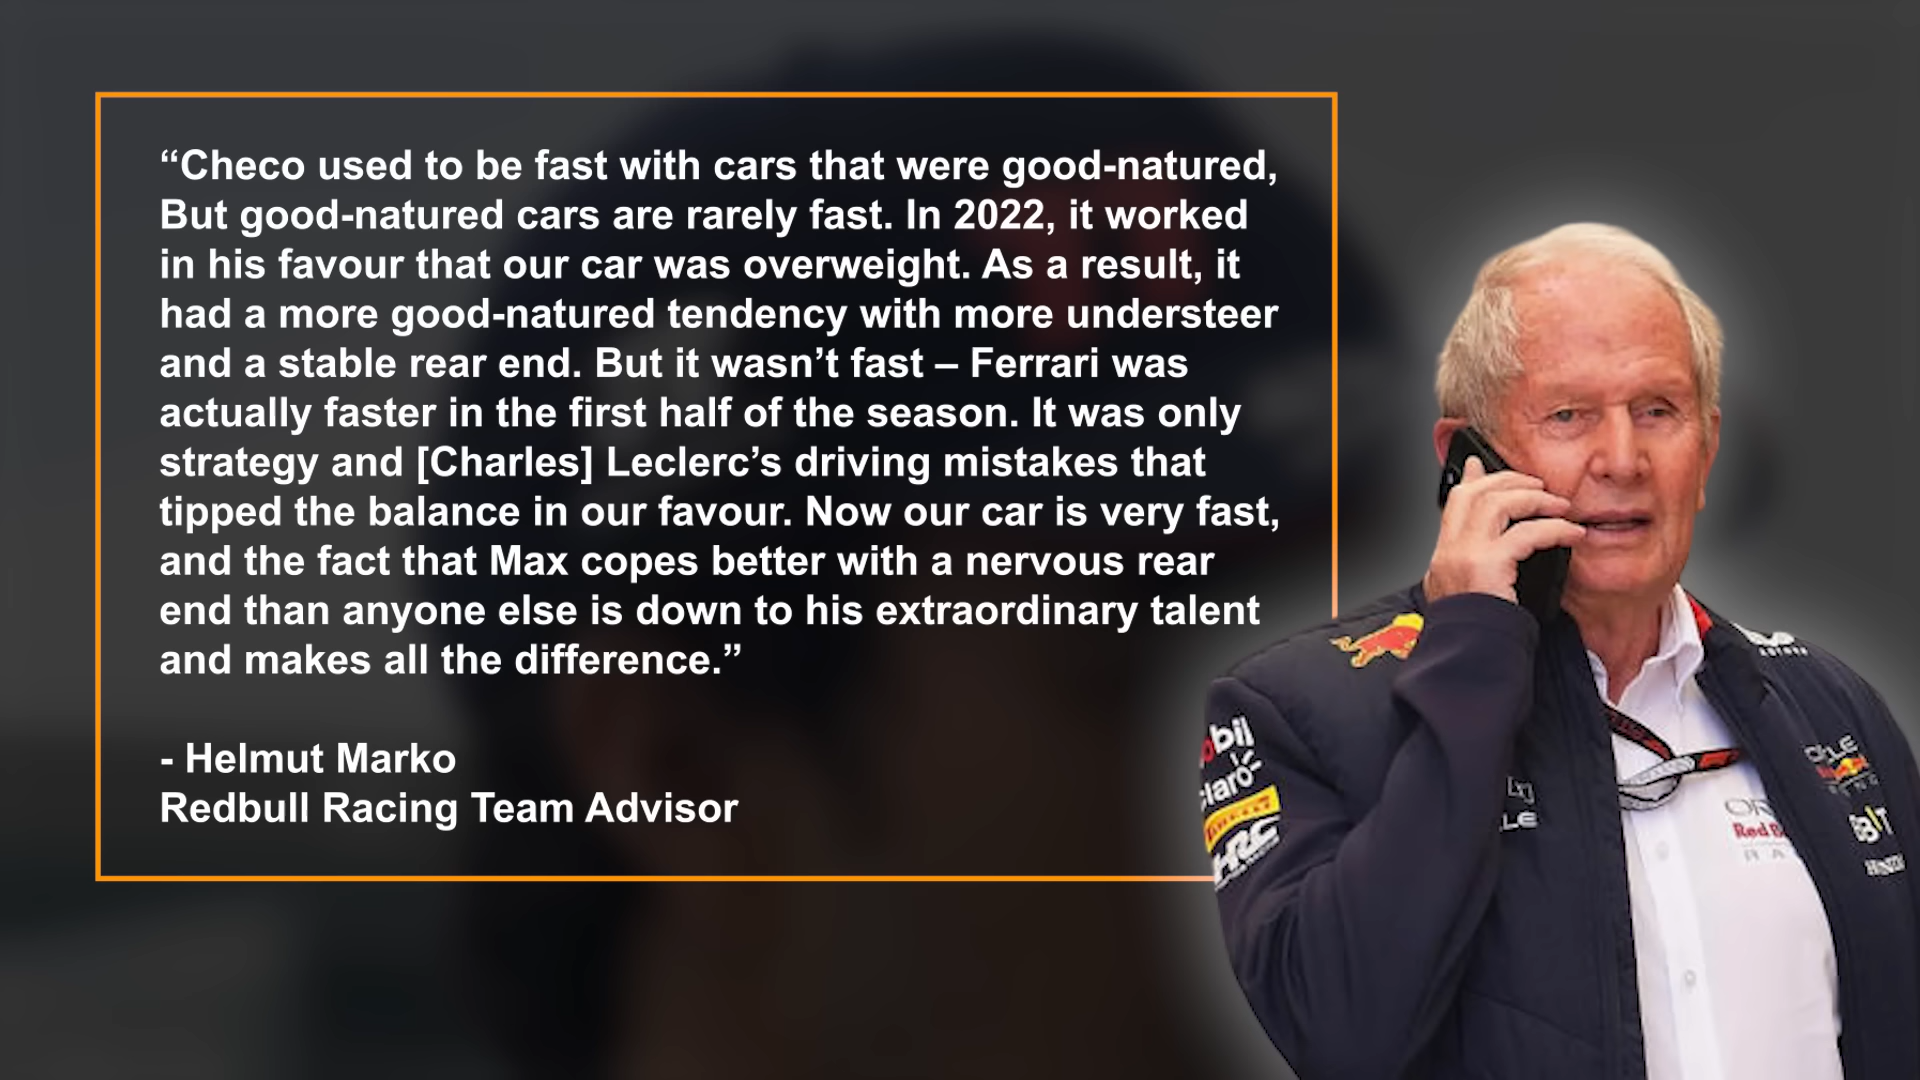 “Checo used to be fast with cars that were good-natured,
But good-natured cars are rarely fast. In 2022, it worked
in his favour that our car was overweight. As a result, it
had a more good-natured tendency with more understeer
and a stable rear end. But it wasn’t fast – Ferrari was
actually faster in the first half of the season. It was only
strategy and [Charles] Leclerc’s driving mistakes that
tipped the balance in our favour. Now our car is very fast,
and the fact that Max copes better with a nervous rear
end than anyone else is down to his extraordinary talent
and makes all the difference.”
- Helmut Marko
Redbull Racing Team Advisor
bil
claro
PIRELLI
HRC